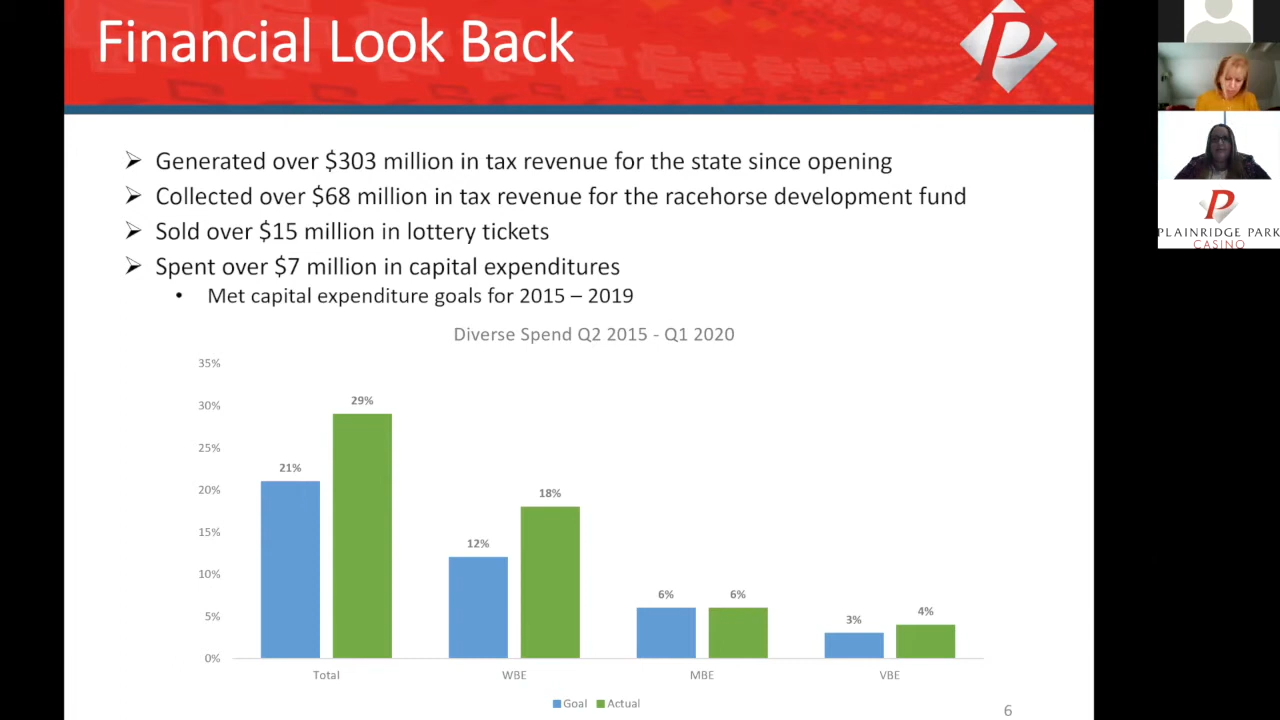 Financial Look Back
P
➢ Generated over $303 million in tax revenue for the state since opening
➢ Collected over $68 million in tax revenue for the racehorse development fund
➢ Sold over $15 million in lottery tickets
➢ Spent over $7 million in capital expenditures
• Met capital expenditure goals for 2015 – 2019
Diverse Spend Q2 2015 - Q1 2020
35%
30%
25%
20%
15%
10%
5%
0%
21%
29%
12%
18%
6%
6%
3%
4%
Total
WBE
MBE
VBE
Goal
Actual
6
P
PLAINRIDGE PARK
CASINO